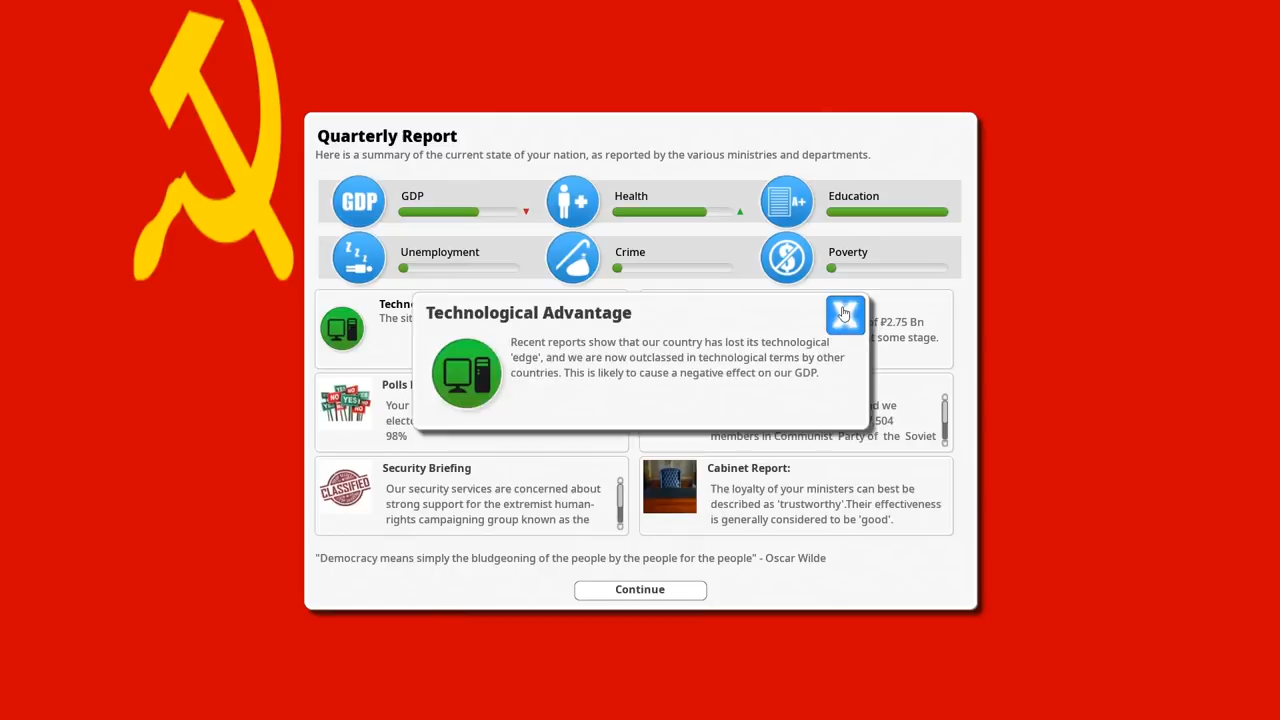 Quarterly Report
Here is a summary of the current state of your nation, as reported by the various ministries and departments.
GDP
GDP
Health
A+
Education
Unemployment
Crime
Poverty
Techn
The sit
of ₽2.75 Bn
t some stage.
Technological Advantage
X
Recent reports show that our country has lost its technological
'edge', and we are now outclassed in technological terms by other
countries. This is likely to cause a negative effect on our GDP.
NO YES NO
Polls
Your
electo
98%
d we
,504
members in Communist Party of the Soviet
CLASSIFIED
Security Briefing
Our security services are concerned about
strong support for the extremist human-
rights campaigning group known as the
Cabinet Report:
The loyalty of your ministers can best be
described as 'trustworthy'.Their effectiveness
is generally considered to be 'good'.
"Democracy means simply the bludgeoning of the people by the people for the people" - Oscar Wilde
Continue